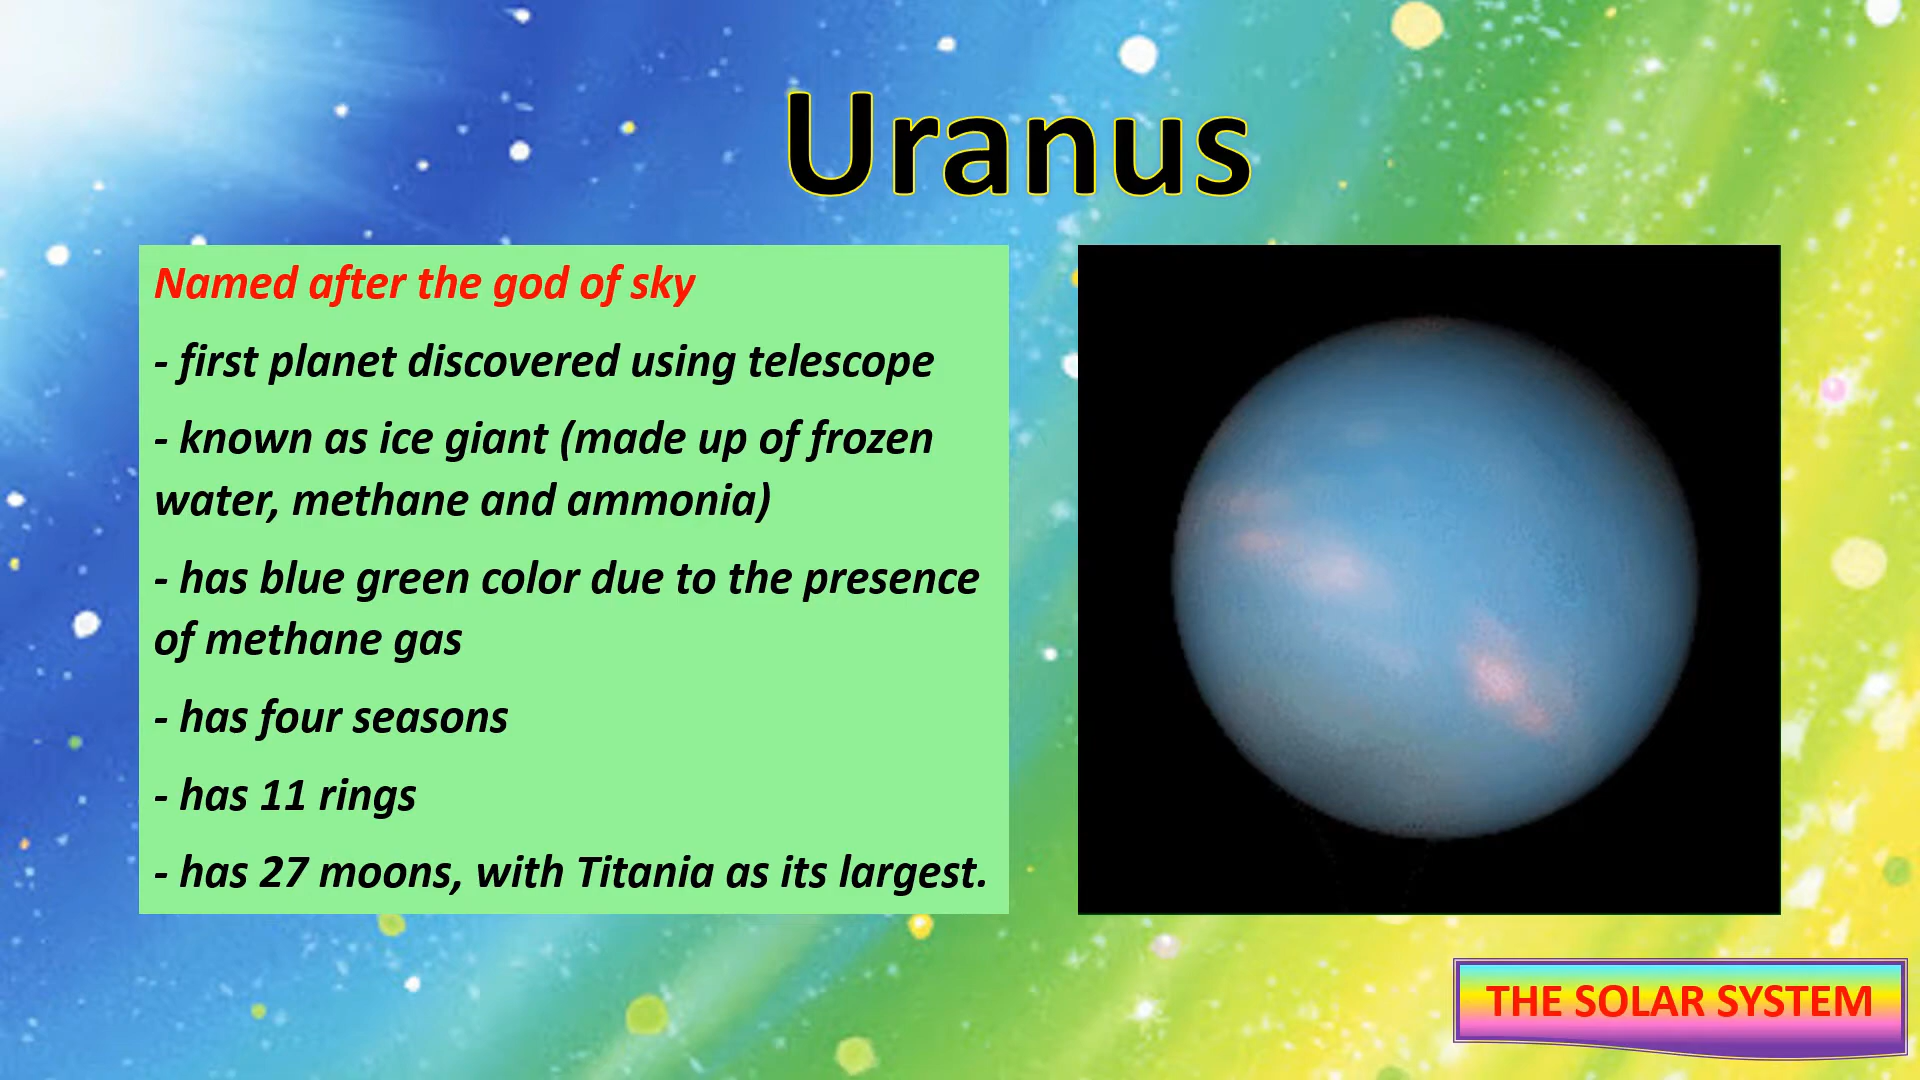 Uranus
Named after the god of sky
- first planet discovered using telescope
- known as ice giant (made up of frozen
water, methane and ammonia)
- has blue green color due to the presence
of methane gas
- has four seasons
- has 11 rings
- has 27 moons, with Titania as its largest.
THE SOLAR SYSTEM